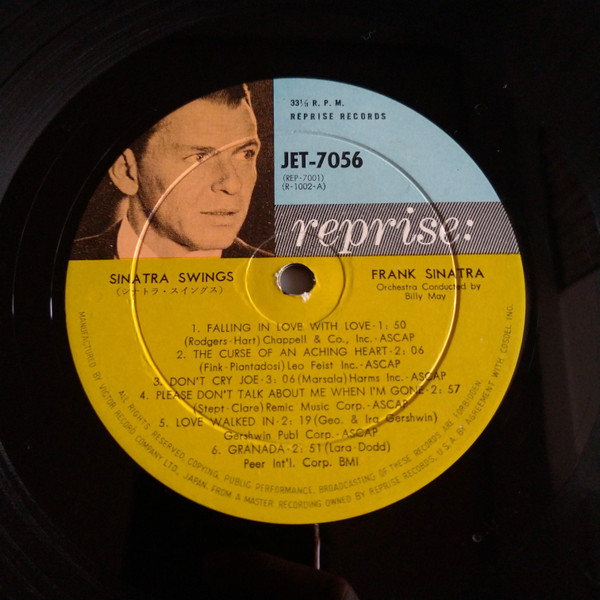 33⅓ R. P. M.
REPRISE RECORDS
JET-7056
(REP-7001)
(R-1002-A)
reprise:
SINATRA SWINGS
(シナトラ・スイングス)
FRANK SINATRA
Orchestra Conducted by
Billy May
1. FALLING IN LOVE WITH LOVE-1: 50
(Rodgers-Hart) Chappell & Co., Inc.-ASCAP
2. THE CURSE OF AN ACHING HEART-2: 06
(Fink-Piantadosi) Leo Feist Inc.-ASCAP
3. DON'T CRY JOE-3: 06 (Marsala) Harms Inc.-ASCAP
4. PLEASE DON'T TALK ABOUT ME WHEN I'M GONE-2: 57
(Stept-Clare) Remic Music Corp.-ASCAP
5. LOVE WALKED IN-2: 19 (Geo. & Ira Gershwin)
Gershwin Publ Corp.-ASCAP
6. GRANADA-2: 51 (Lara-Dodd)
Peer Int'l. Corp. BMI
ALL RIGHTS RESERVED, COPYING, PUBLIC PERFORMANCE, BROADCASTING OF THESE RECORDS ARE FORBIDDEN
MANUFACTURED BY VICTOR RECORD COMPANY LTD., JAPAN, FROM A MASTER RECORDING OWNED BY REPRISE RECORDS, U.S.A. BY AGREEMENT WITH COSDEL INC.